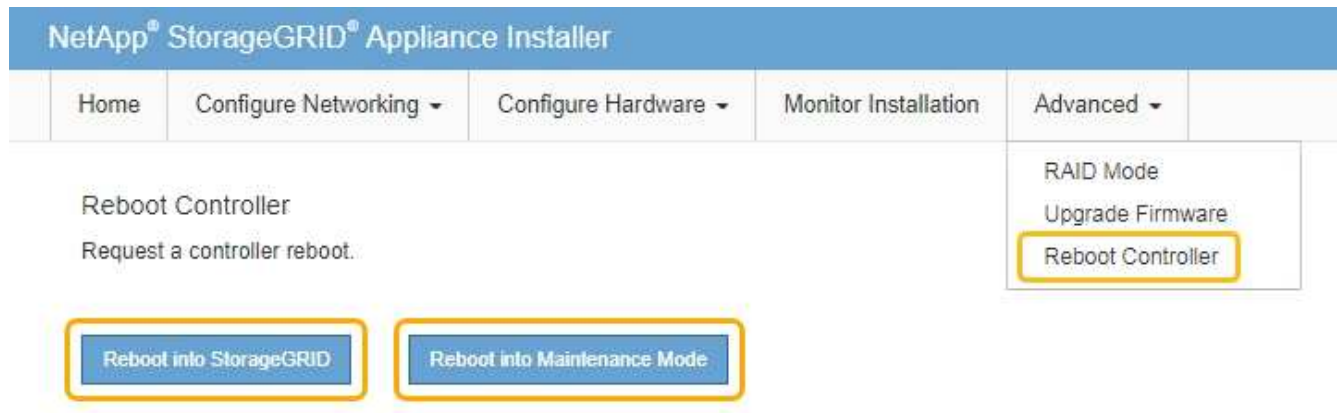 NetApp® StorageGRID® Appliance Installer
Home Configure Networking Configure Hardware Monitor Installation Advanced
RAID Mode
Upgrade Firmware
Reboot Controller
Reboot Controller
Request a controller reboot.
Reboot into StorageGRID Reboot into Maintenance Mode